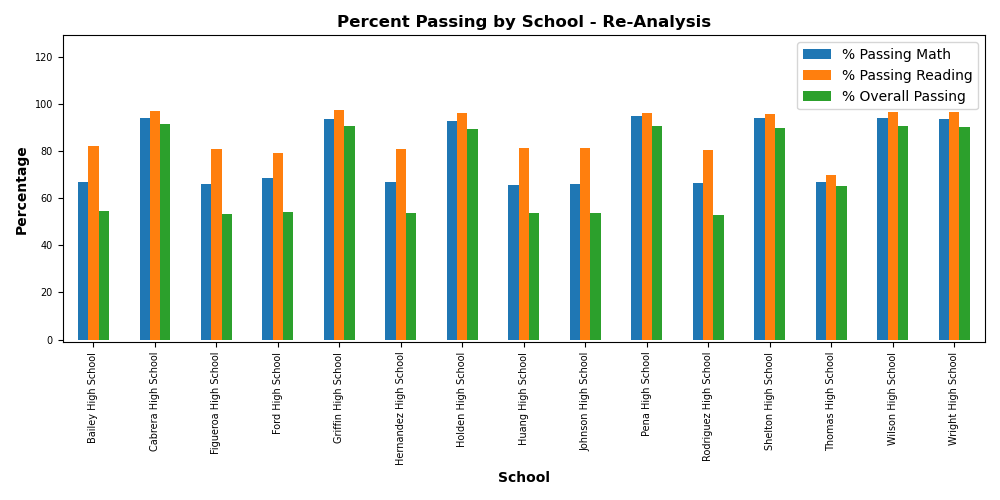 Percent Passing by School - Re-Analysis
% Passing Math
% Passing Reading
% Overall Passing
Percentage
120
100
80
60
40
20
0
Bailey High School
Cabrera High School
Figueroa High School
Ford High School
Griffin High School
Hernandez High School
Holden High School
Huang High School
Johnson High School
Pena High School
Rodriguez High School
Shelton High School
Thomas High School
Wilson High School
Wright High School
School